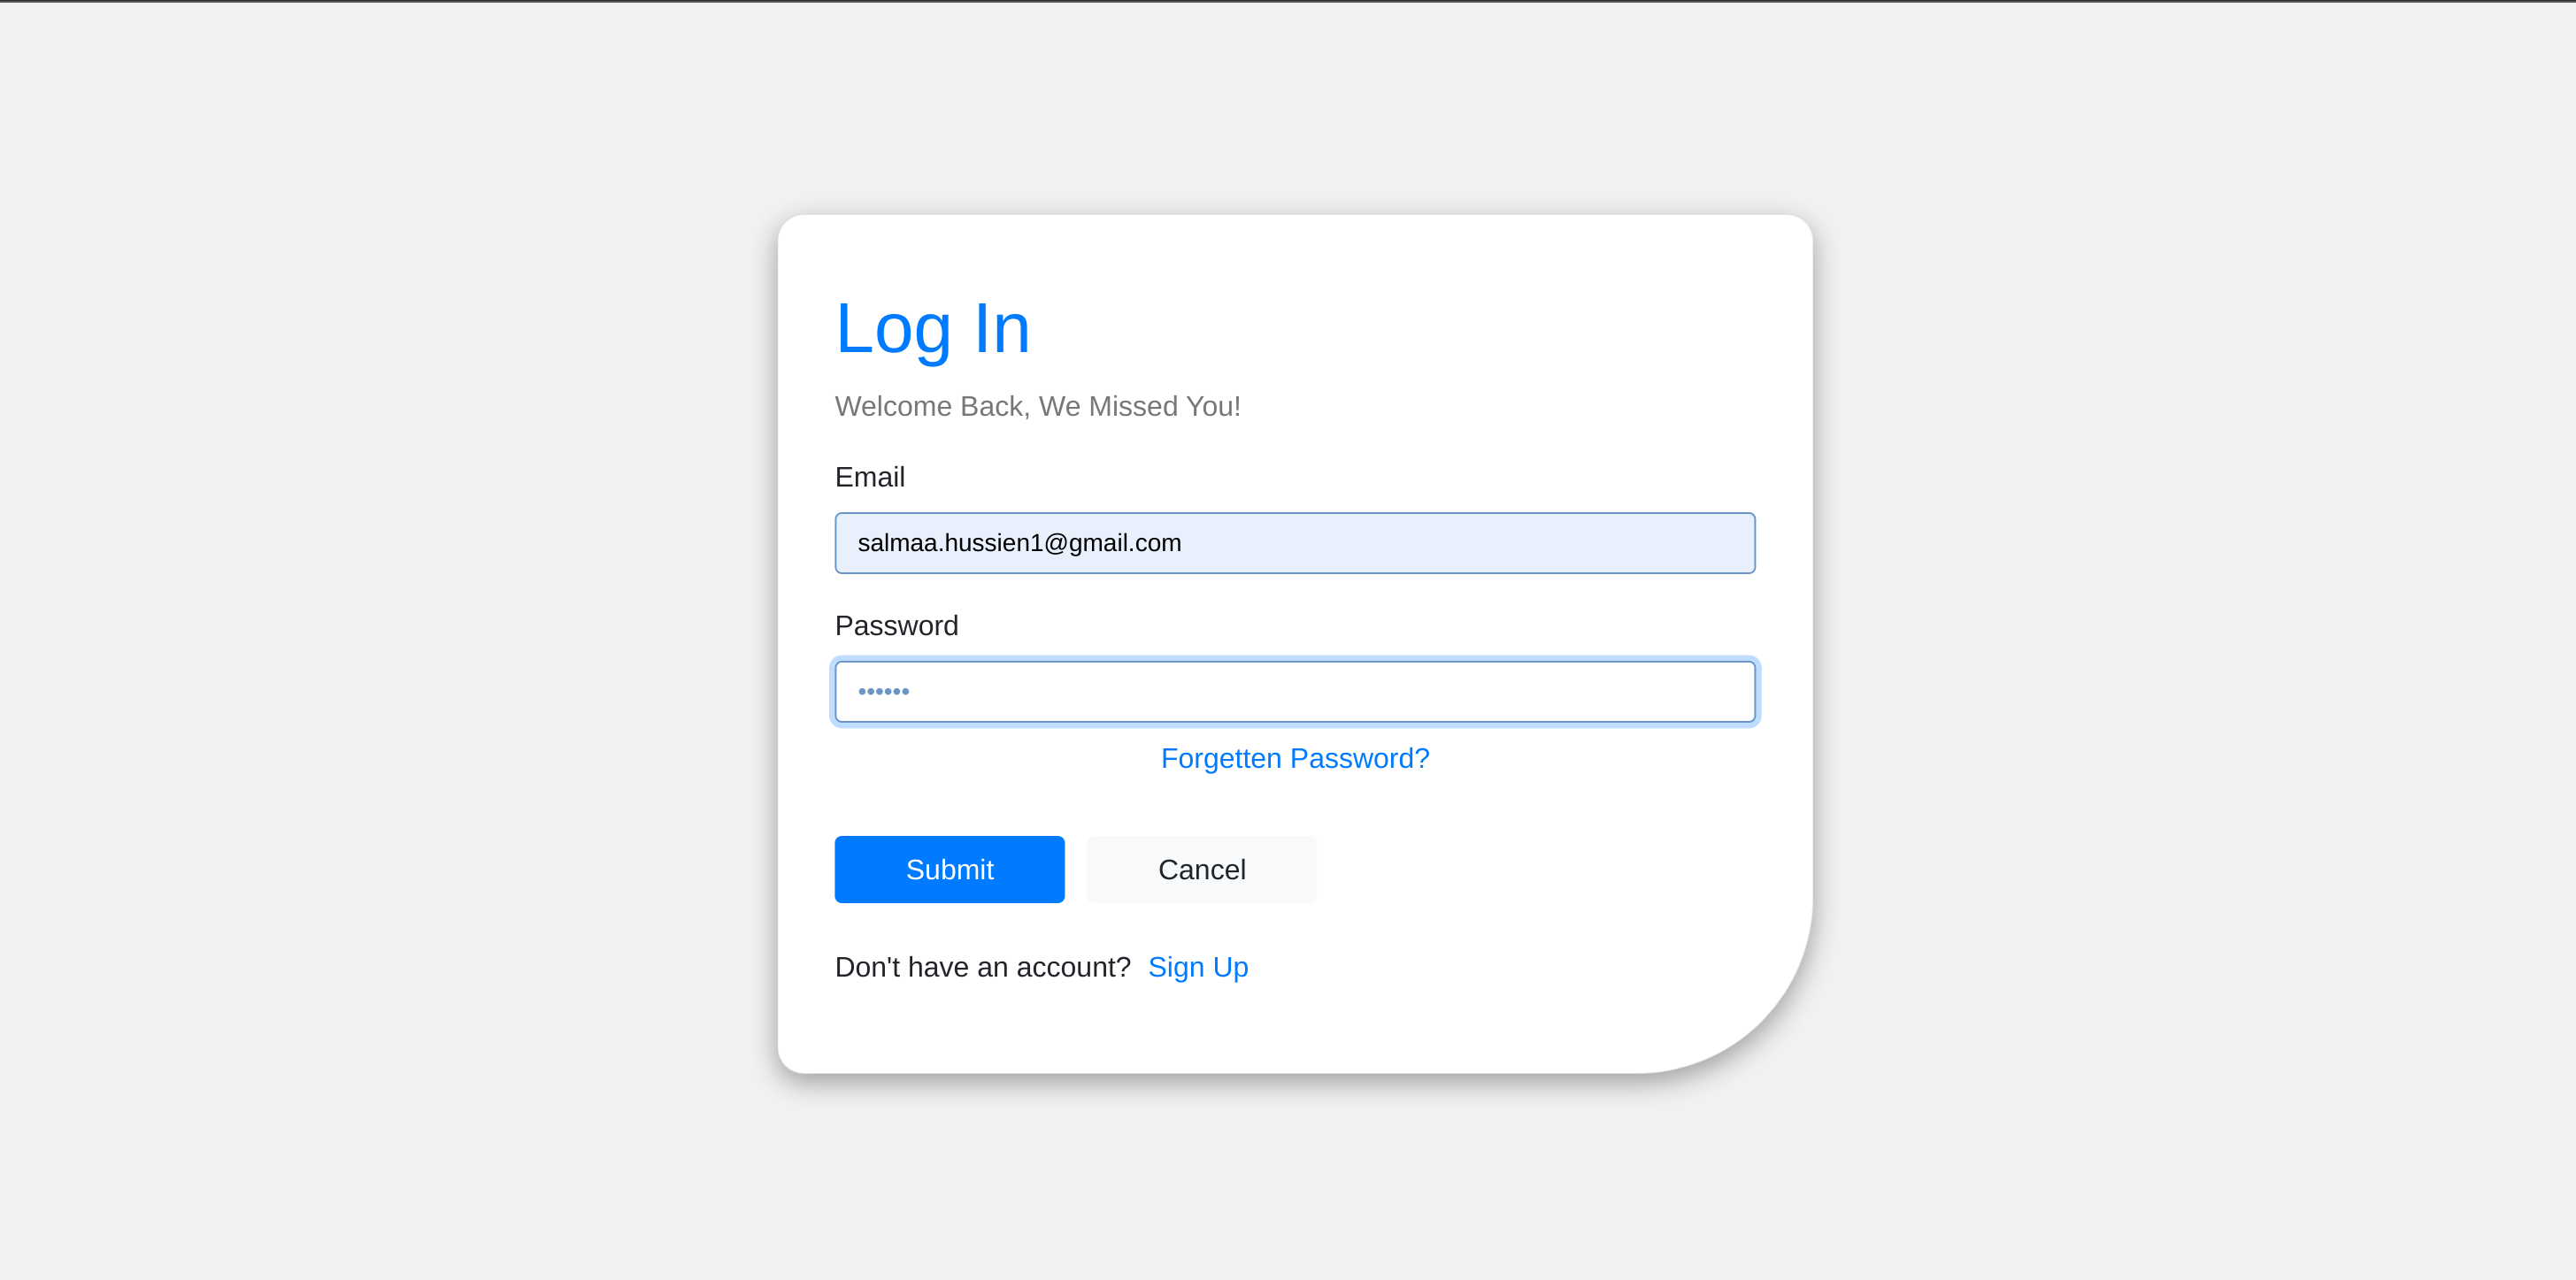 Log In
Welcome Back, We Missed You!
Email
salmaa.hussien1@gmail.com
Password
••••••
Forgetten Password?
Submit Cancel
Don't have an account? Sign Up